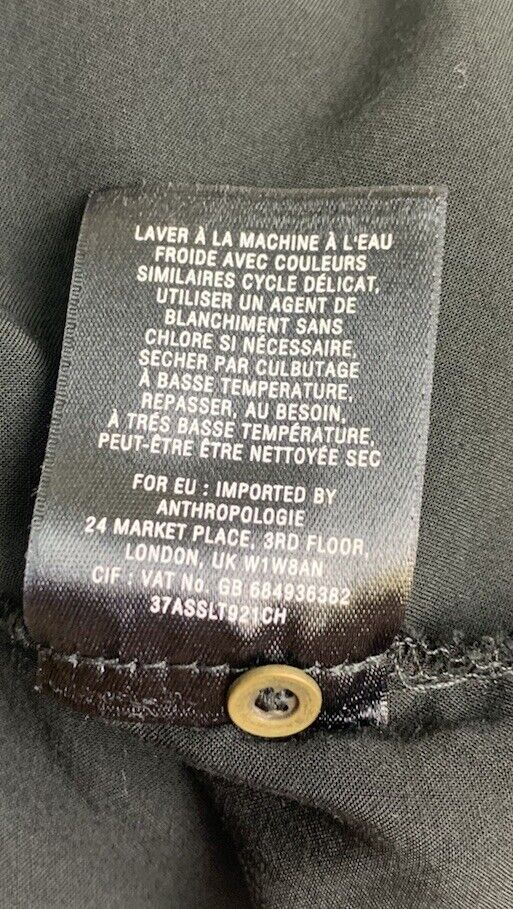 LAVER À LA MACHINE À L'EAU
FROIDE AVEC COULEURS
SIMILAIRES CYCLE DÉLICAT,
UTILISER UN AGENT DE
BLANCHIMENT SANS
CHLORE SI NÉCESSAIRE,
SECHER PAR CULBUTAGE
À BASSE TEMPERATURE,
REPASSER, AU BESOIN,
À TRÈS BASSE TEMPÉRATURE,
PEUT-ÊTRE ÊTRE NETTOYÉE SEC
FOR EU : IMPORTED BY
ANTHROPOLOGIE
24 MARKET PLACE, 3RD FLOOR,
LONDON, UK W1W8AN
CIF : VAT No. GB 684936382
37ASSLT921CH